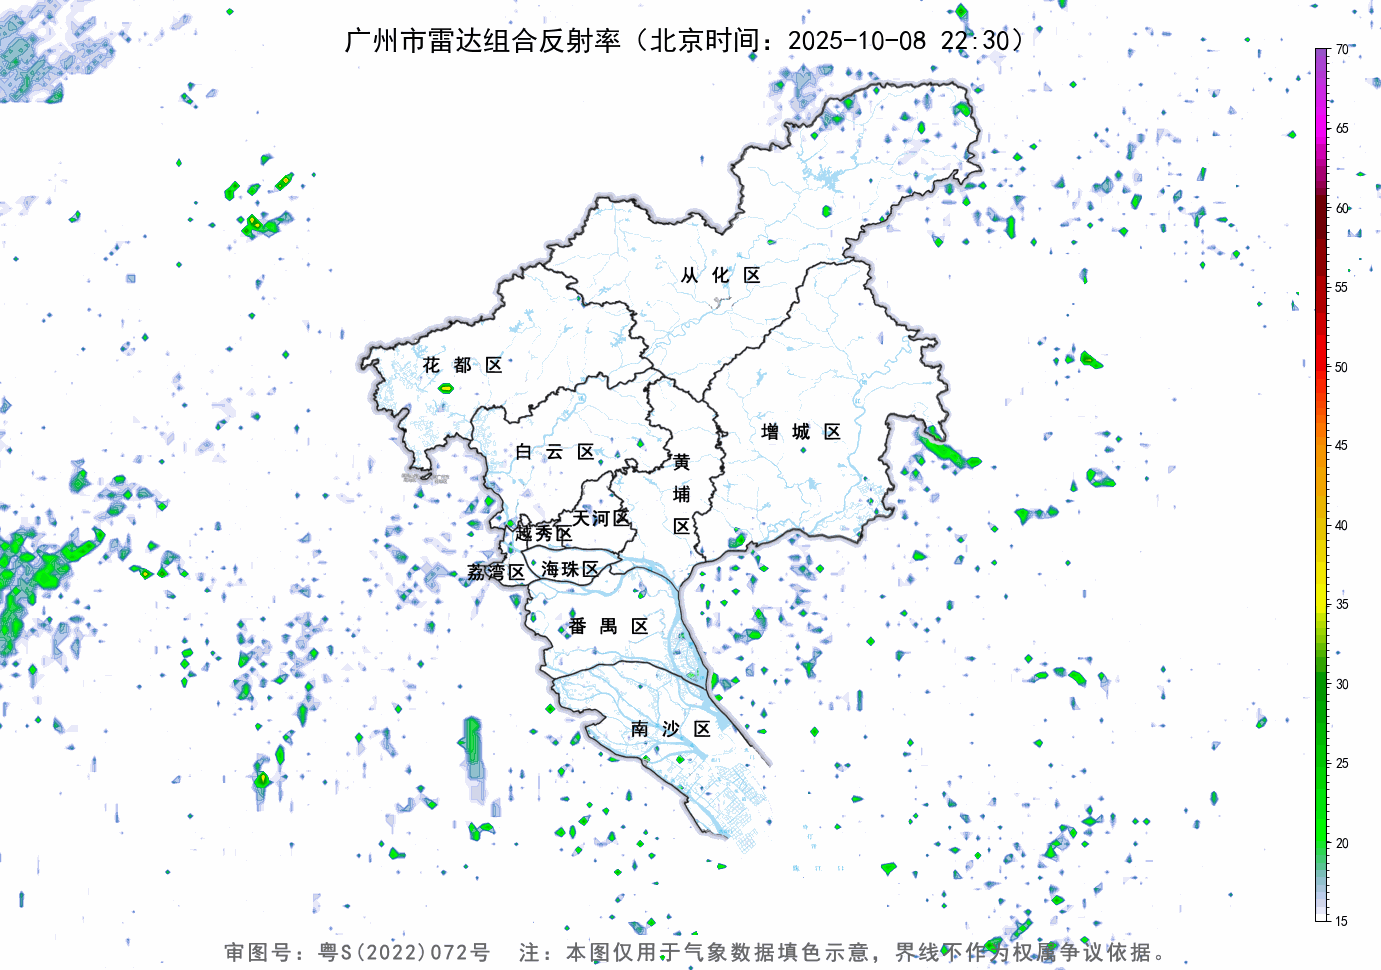 广州市雷达组合反射率（北京时间：2025-10-08 22:30）
70
65
60
55
50
45
40
35
30
25
20
15
从化区
花都区
增城区
白云区
黄埔区
天河区
越秀区
海珠区
荔湾区
番禺区
南沙区
审图号：粤S(2022)072号 注：本图仅用于气象数据填色示意，界线不作为权属争议依据。